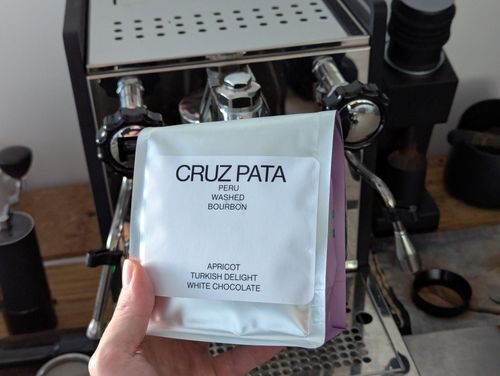 CRUZ PATA
PERU
WASHED
BOURBON
APRICOT
TURKISH DELIGHT
WHITE CHOCOLATE